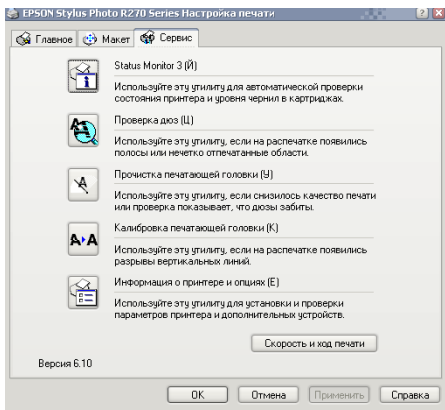 EPSON Stylus Photo R270 Series Настройка печати
Главное Макет Сервис
Status Monitor 3 (Й)
Используйте эту утилиту для автоматической проверки
состояния принтера и уровня чернил в картриджах.
Проверка дюз (Ц)
Используйте эту утилиту, если на распечатке появились
полосы или нечетко отпечатанные области.
Прочистка печатающей головки (У)
Используйте эту утилиту, если снизилось качество печати
или проверка показывает, что дюзы забиты.
Калибровка печатающей головки (К)
Используйте эту утилиту, если на распечатке появились
разрывы вертикальных линий.
Информация о принтере и опциях (Е)
Используйте эту утилиту для установки и проверки
параметров принтера и дополнительных устройств.
Скорость и ход печати
Версия 6.10
OK Отмена Применить Справка